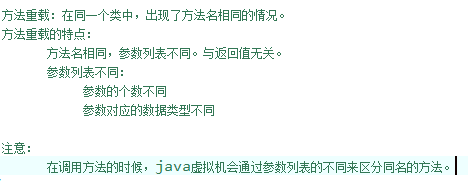 方法重载：在同一个类中，出现了方法名相同的情况。
方法重载的特点：
方法名相同，参数列表不同。与返回值无关。
参数列表不同：
参数的个数不同
参数对应的数据类型不同
注意：
在调用方法的时候，java虚拟机会通过参数列表的不同来区分同名的方法。